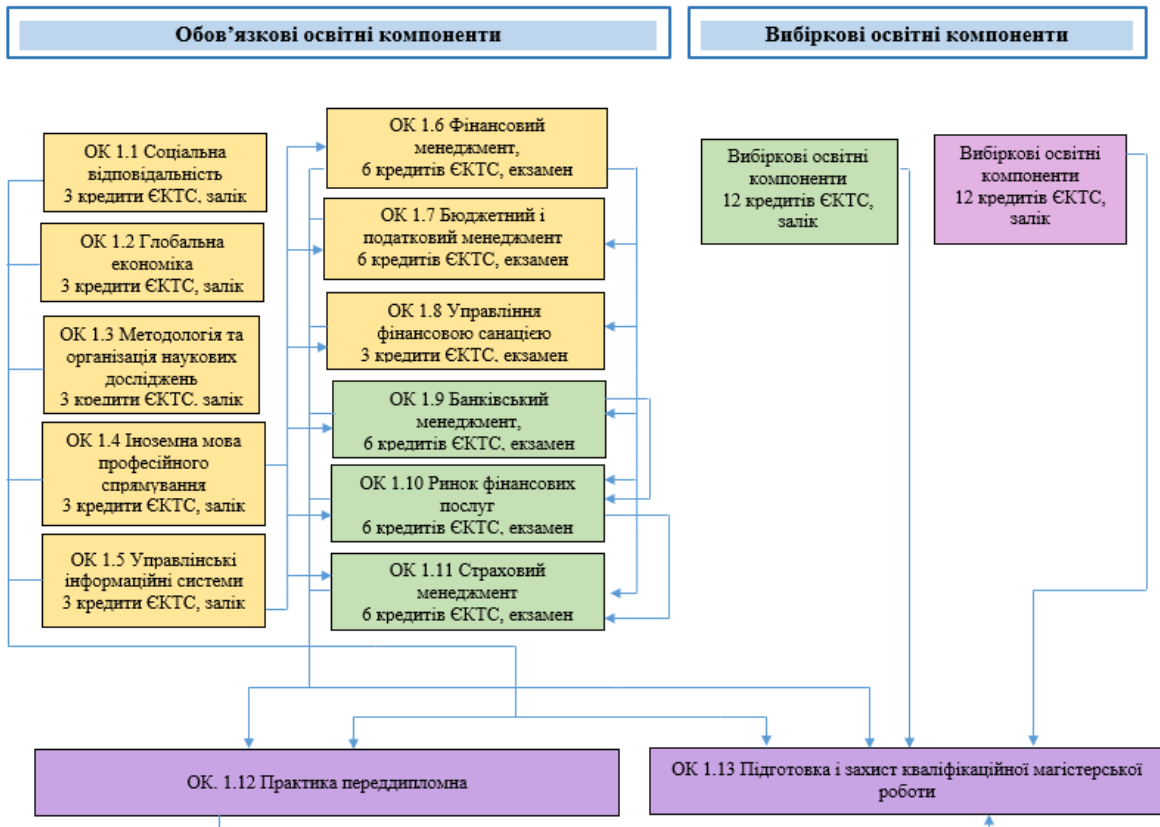 Обов’язкові освітні компоненти
Вибіркові освітні компоненти
ОК 1.1 Соціальна
відповідальність
3 кредити ЄКТС, залік
ОК 1.2 Глобальна
економіка
3 кредити ЄКТС, залік
ОК 1.3 Методологія та
організація наукових
досліджень
3 кредити ЄКТС, залік
ОК 1.4 Іноземна мова
професійного
спрямування
3 кредити ЄКТС, залік
ОК 1.5 Управлінські
інформаційні системи
3 кредити ЄКТС, залік
ОК 1.6 Фінансовий
менеджмент,
6 кредитів ЄКТС, екзамен
ОК 1.7 Бюджетний і
податковий менеджмент
6 кредитів ЄКТС, екзамен
ОК 1.8 Управління
фінансовою санацією
3 кредити ЄКТС, екзамен
ОК 1.9 Банківський
менеджмент,
6 кредитів ЄКТС, екзамен
ОК 1.10 Ринок фінансових
послуг
6 кредитів ЄКТС, екзамен
ОК 1.11 Страховий
менеджмент
6 кредитів ЄКТС, екзамен
Вибіркові освітні
компоненти
12 кредитів ЄКТС,
залік
Вибіркові освітні
компоненти
12 кредитів ЄКТС,
залік
ОК. 1.12 Практика переддипломна
ОК 1.13 Підготовка і захист кваліфікаційної магістерської
роботи